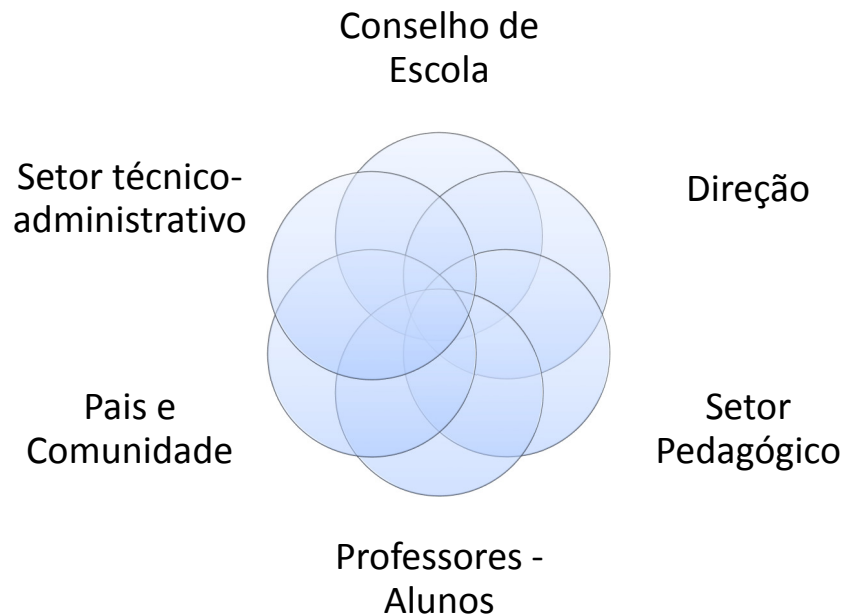 Conselho de
Escola
Setor técnico-
administrativo
Direção
Pais e
Comunidade
Setor
Pedagógico
Professores -
Alunos